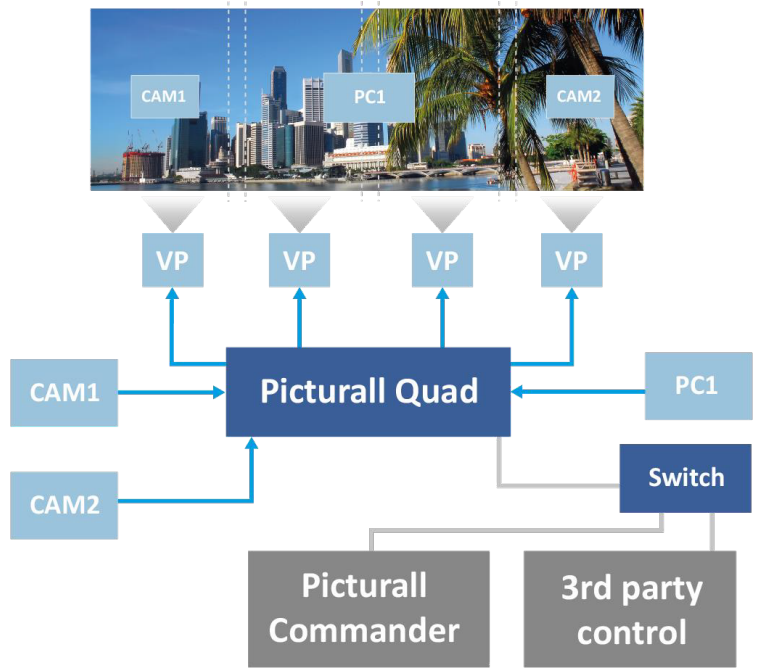 CAM1
PC1
CAM2
VP
VP
VP
VP
CAM1
Picturall Quad
PC1
CAM2
Switch
Picturall
Commander
3rd party
control